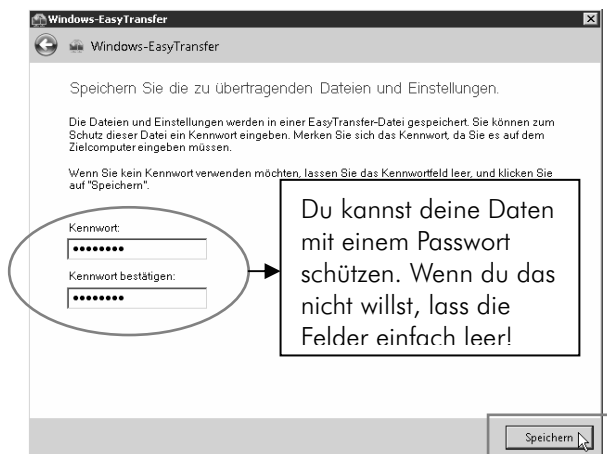 Windows-EasyTransfer
Windows-EasyTransfer
Speichern Sie die zu übertragenden Dateien und Einstellungen.
Die Dateien und Einstellungen werden in einer EasyTransfer-Datei gespeichert. Sie können zum
Schutz dieser Datei ein Kennwort eingeben. Merken Sie sich das Kennwort, da Sie es auf dem
Zielcomputer eingeben müssen.
Wenn Sie kein Kennwort verwenden möchten, lassen Sie das Kennwortfeld leer, und klicken Sie
auf "Speichern".
Kennwort:
Kennwort bestätigen:
Du kannst deine Daten
mit einem Passwort
schützen. Wenn du das
nicht willst, lass die
Felder einfach leer!
Speichern